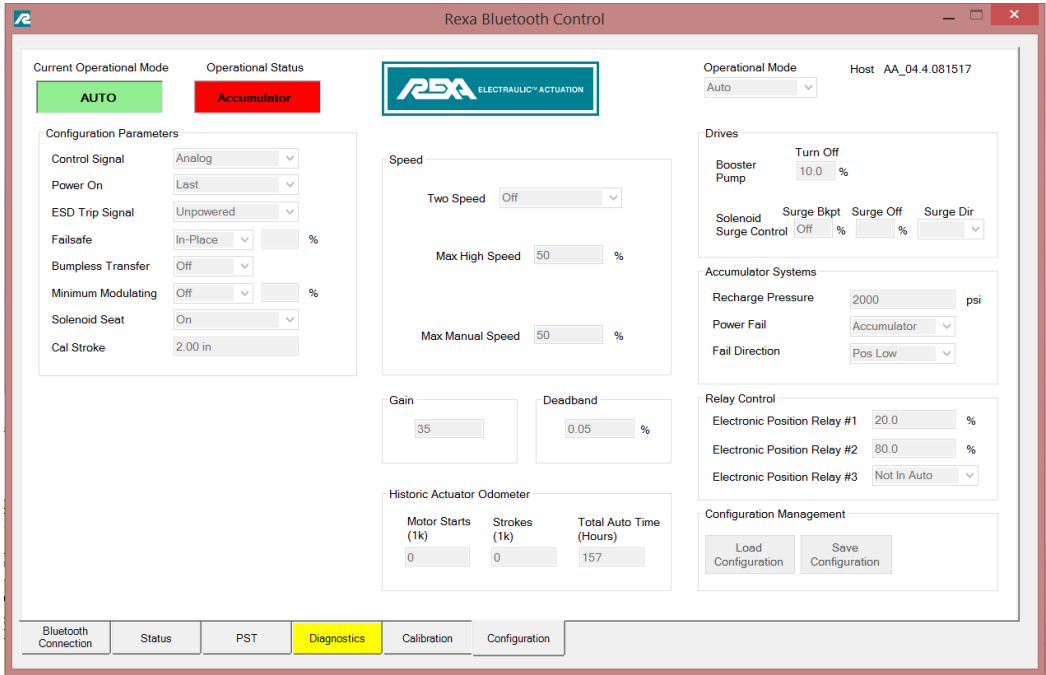 Rexa Bluetooth Control
Current Operational Mode
AUTO
Operational Status
Accumulator
REXA ELECTRAULIC™ ACTUATION
Operational Mode
Auto
Host AA_04.4.081517
Configuration Parameters
Control Signal Analog
Power On Last
ESD Trip Signal Unpowered
Failsafe In-Place %
Bumpless Transfer Off
Minimum Modulating Off %
Solenoid Seat On
Cal Stroke 2.00 in
Speed
Two Speed Off
Max High Speed 50 %
Max Manual Speed 50 %
Gain
35
Deadband
0.05 %
Historic Actuator Odometer
Motor Starts
(1k)
0
Strokes
(1k)
0
Total Auto Time
(Hours)
157
Drives
Turn Off
Booster
Pump
10.0 %
Surge Bkpt Surge Off Surge Dir
Solenoid
Surge Control Off % %
Accumulator Systems
Recharge Pressure 2000 psi
Power Fail Accumulator
Fail Direction Pos Low
Relay Control
Electronic Position Relay #1 20.0 %
Electronic Position Relay #2 80.0 %
Electronic Position Relay #3 Not In Auto
Configuration Management
Load
Configuration
Save
Configuration
Bluetooth
Connection
Status
PST
Diagnostics
Calibration
Configuration